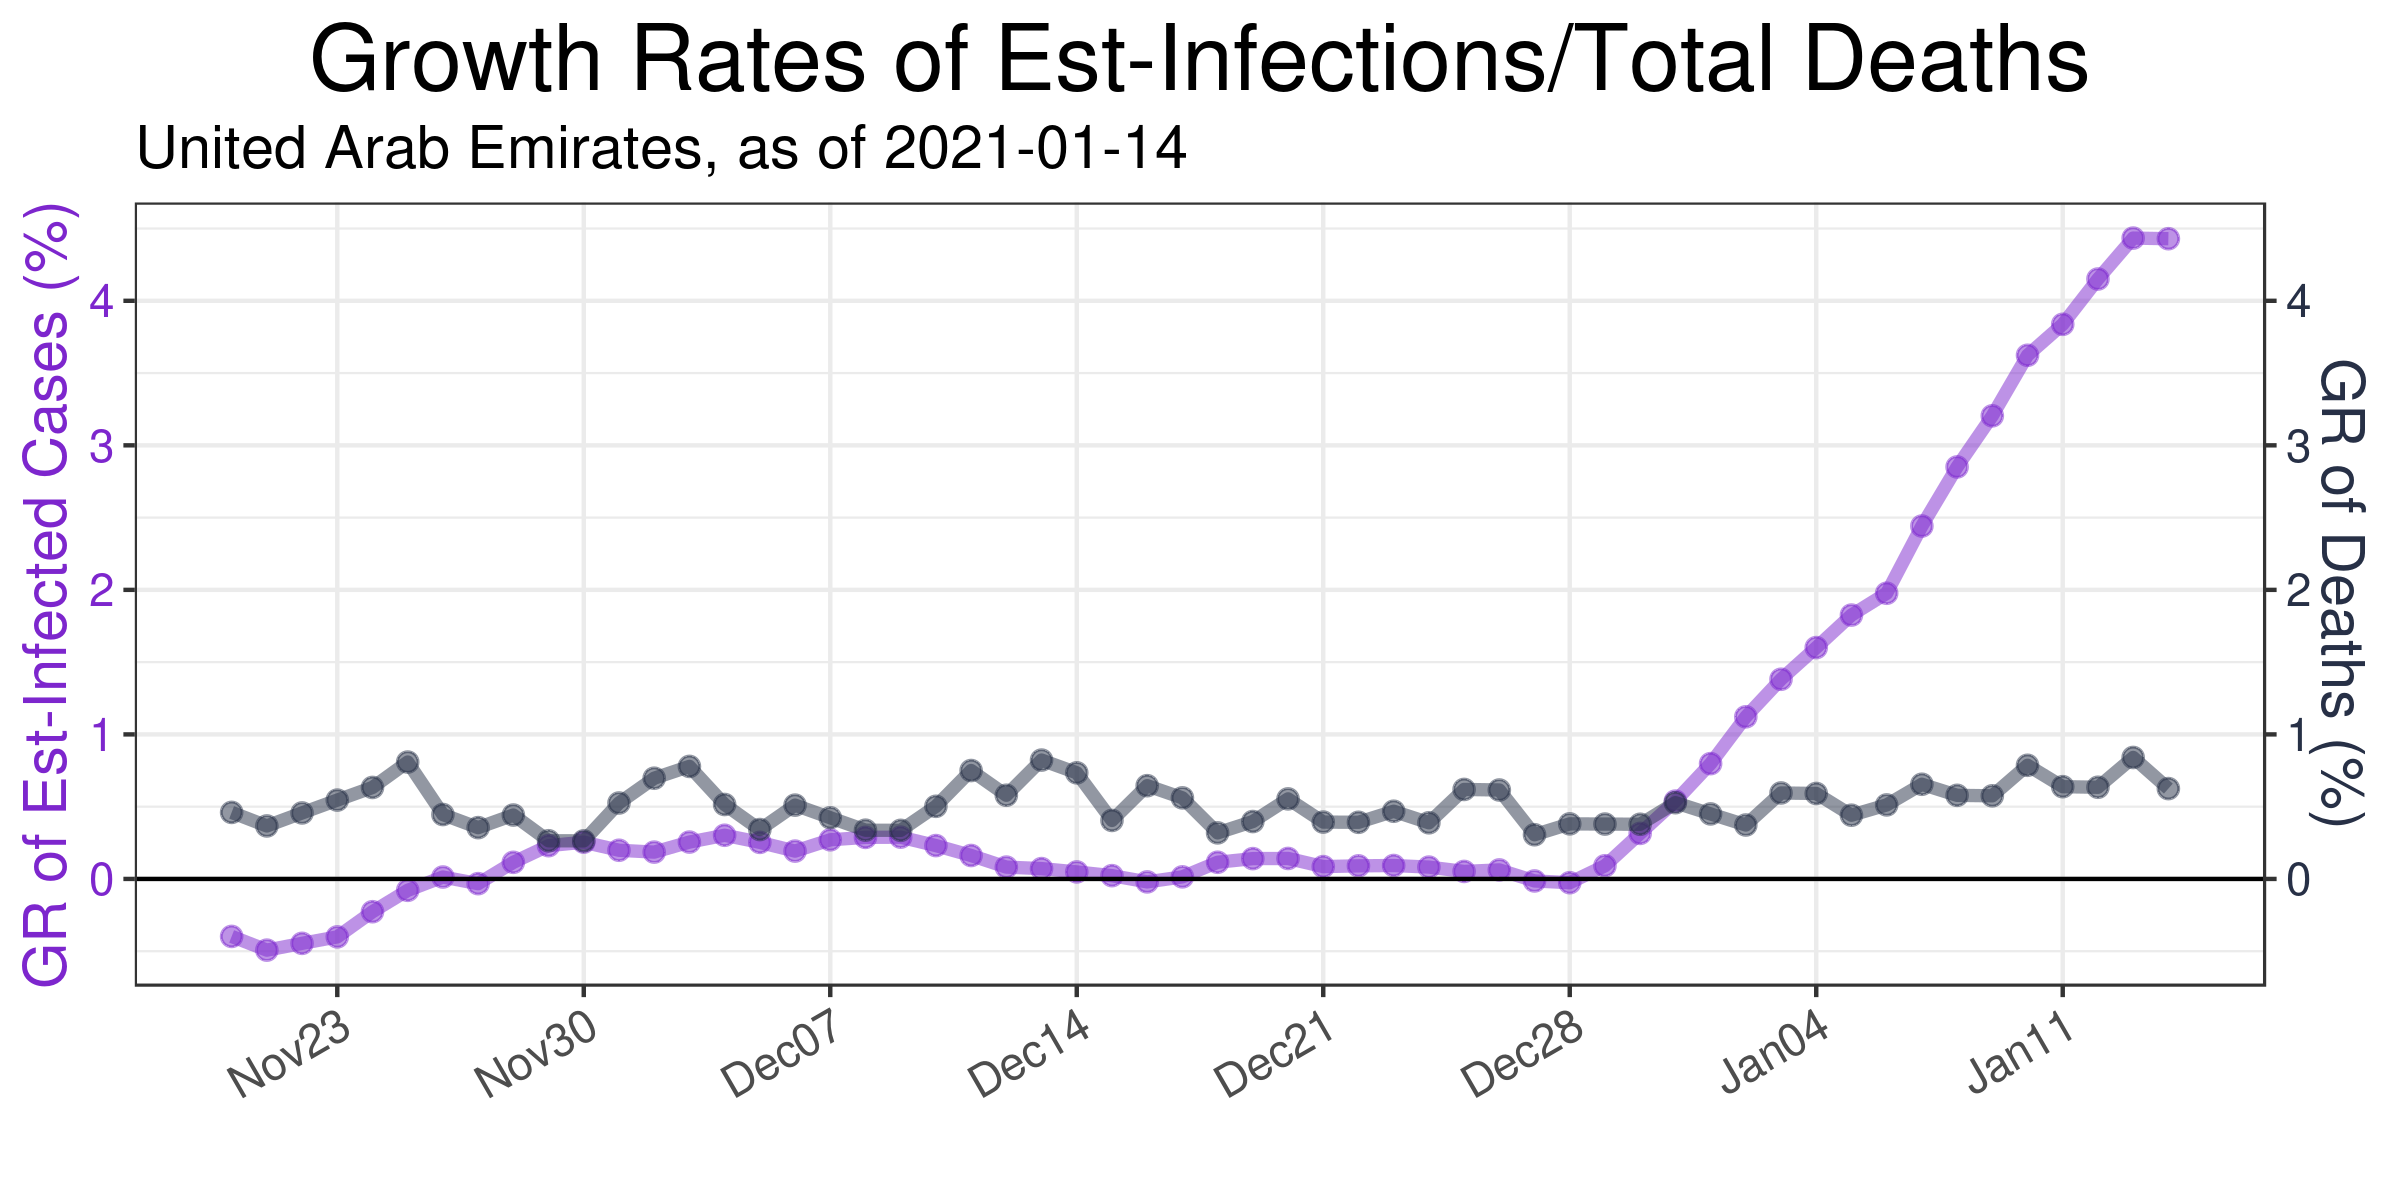 Growth Rates of Est-Infections/Total Deaths
United Arab Emirates, as of 2021-01-14
GR of Est-Infected Cases (%)
4
3
2
1
0
4
3
2
1
0
GR of Deaths (%)
Nov23
Nov30
Dec07
Dec14
Dec21
Dec28
Jan04
Jan11